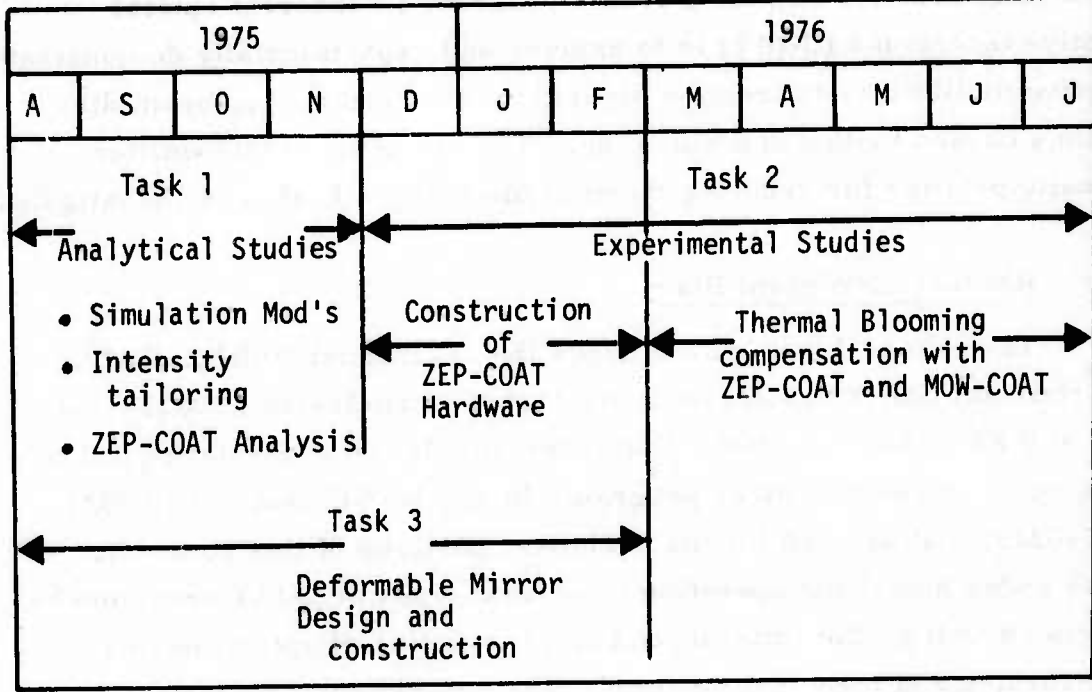 1975 1976
A S O N D J F M A M J J
Task 1 Task 2
Analytical Studies Experimental Studies
• Simulation Mod's
• Intensity
tailoring
• ZEP-COAT Analysis
Construction
of
ZEP-COAT
Hardware
Thermal Blooming
compensation with
ZEP-COAT and MOW-COAT
Task 3
Deformable Mirror
Design and
construction